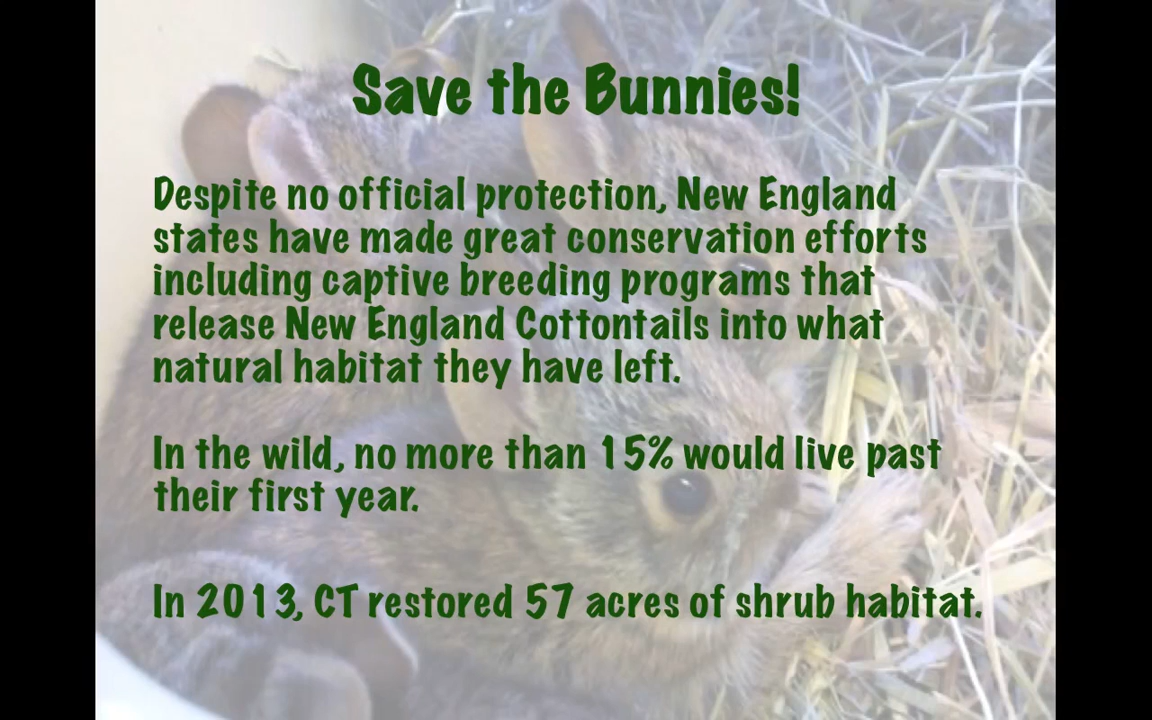 Save the Bunnies!
Despite no official protection, New England
states have made great conservation efforts
including captive breeding programs that
release New England Cottontails into what
natural habitat they have left.
In the wild, no more than 15% would live past
their first year.
In 2013, CT restored 57 acres of shrub habitat.